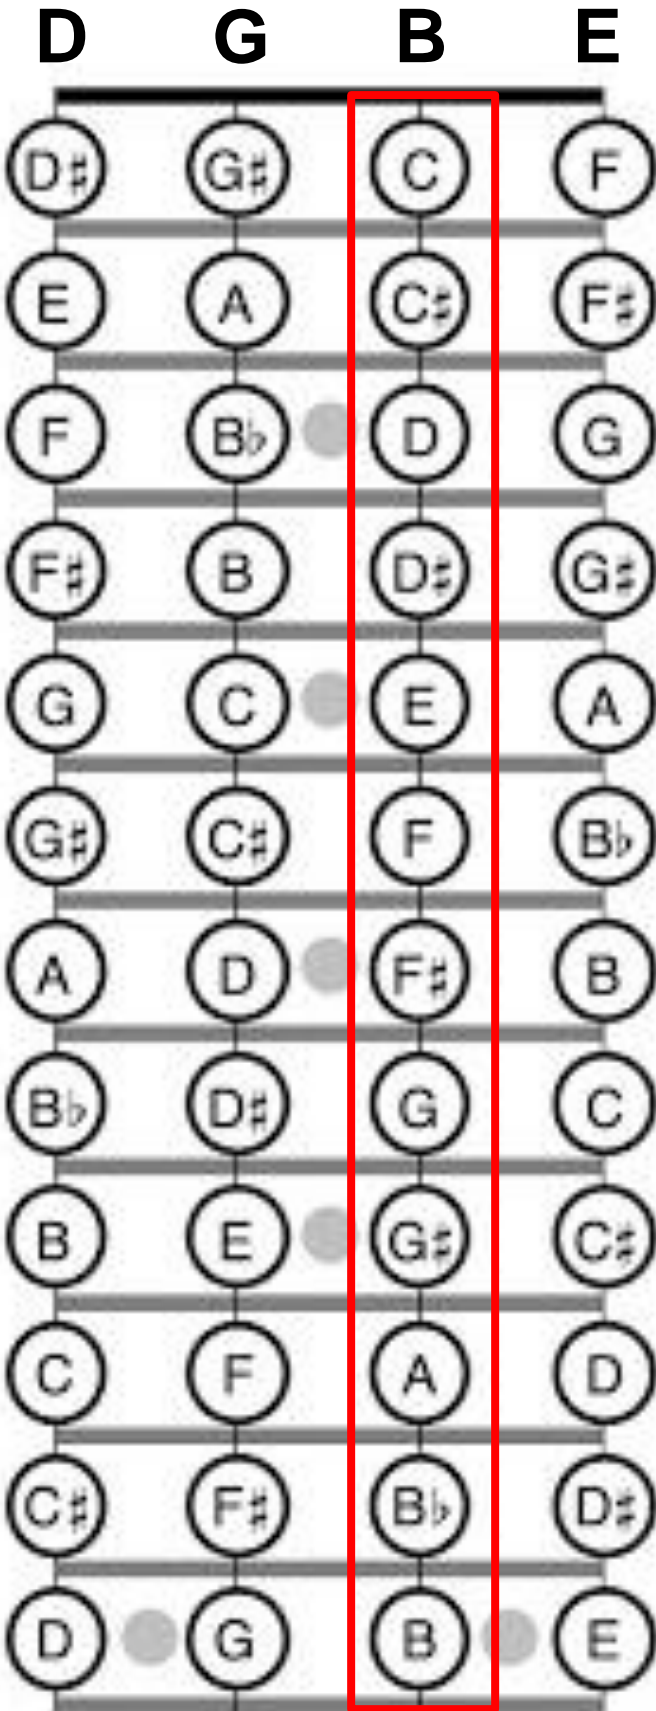 D G B E
D♯ G♯ C F
E A C♯ F♯
F B♭ D G
F♯ B D♯ G♯
G C E A
G♯ C♯ F B♭
A D F♯ B
B♭ D♯ G C
B E G♯ C♯
C F A D
C♯ F♯ B♭ D♯
D G B E